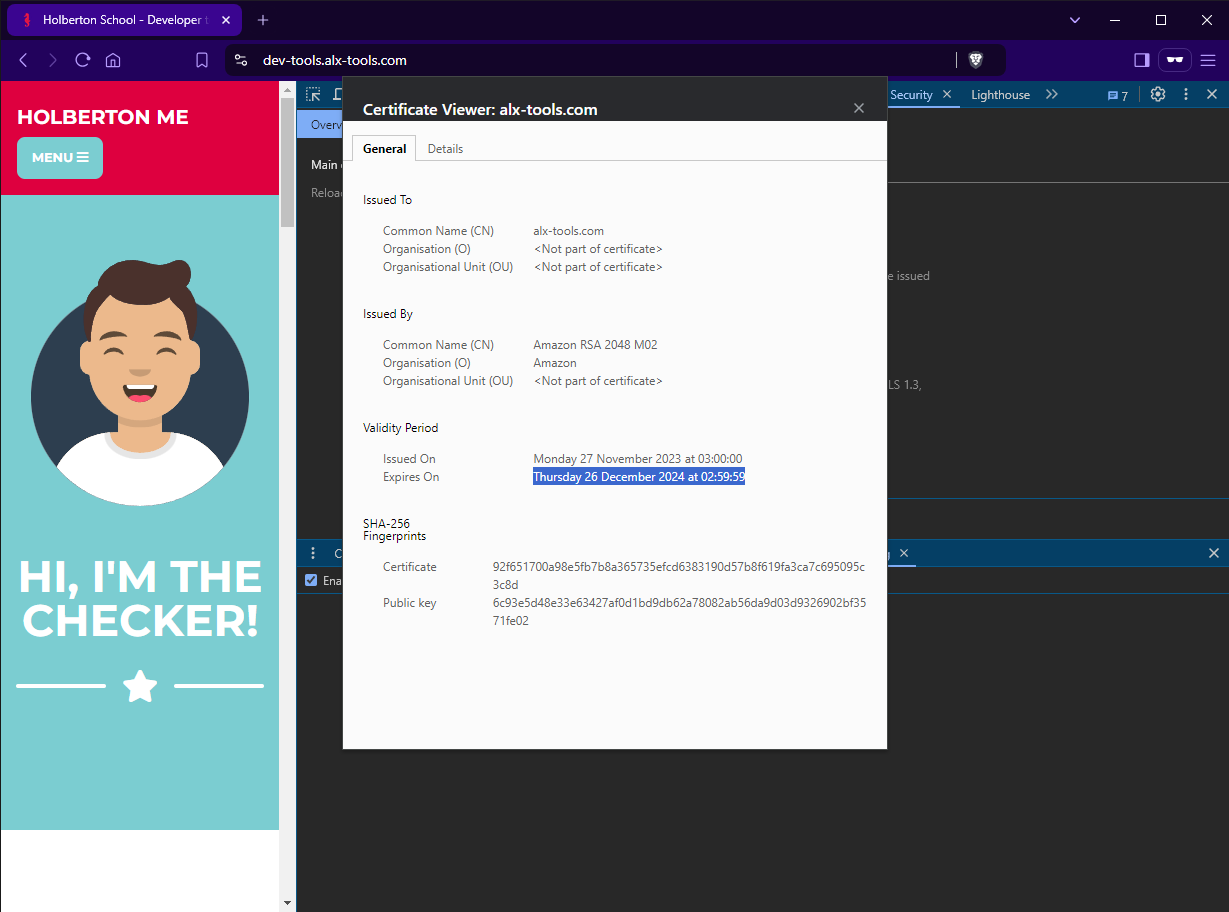 Holberton School - Developer
dev-tools.alx-tools.com
HOLBERTON ME
MENU
HI, I'M THE
CHECKER!
Security
Lighthouse
7
Main
e issued
LS 1.3,
Certificate Viewer: alx-tools.com
General Details
Issued To
Common Name (CN) alx-tools.com
Organisation (O) <Not part of certificate>
Organisational Unit (OU) <Not part of certificate>
Issued By
Common Name (CN) Amazon RSA 2048 M02
Organisation (O) Amazon
Organisational Unit (OU) <Not part of certificate>
Validity Period
Issued On Monday 27 November 2023 at 03:00:00
Expires On Thursday 26 December 2024 at 02:59:59
SHA-256
Fingerprints
Certificate 92f651700a98e5fb7b8a365735efcd6383190d57b8f619fa3ca7c695095c
3c8d
Public key 6c93e5d48e33e63427af0d1bd9db62a78082ab56da9d03d9326902bf35
71fe02